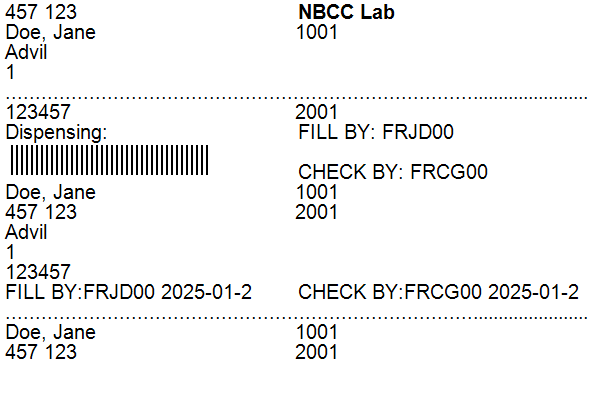 457 123 NBCC Lab
Doe, Jane 1001
Advil
1
123457 2001
Dispensing: FILL BY: FRJD00
CHECK BY: FRCG00
Doe, Jane 1001
457 123 2001
Advil
1
123457
FILL BY:FRJD00 2025-01-2 CHECK BY:FRCG00 2025-01-2
Doe, Jane 1001
457 123 2001